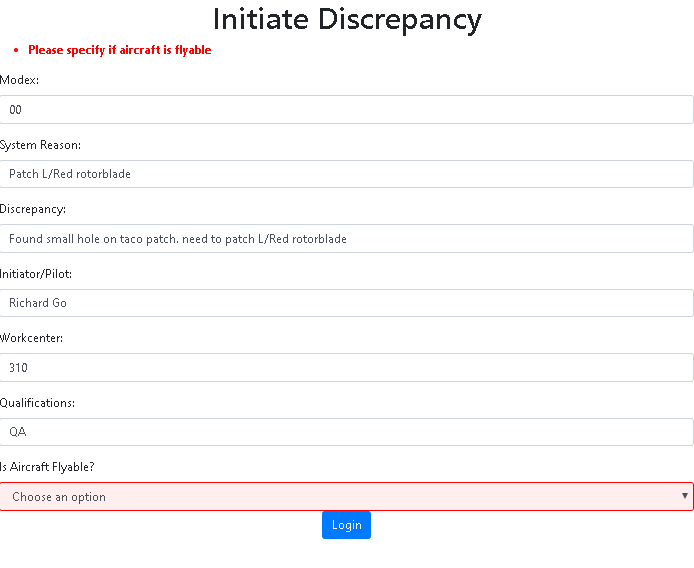 Initiate Discrepancy
Please specify if aircraft is flyable
Modex:
00
System Reason:
Patch L/Red rotorblade
Discrepancy:
Found small hole on taco patch. need to patch L/Red rotorblade
Initiator/Pilot:
Richard Go
Workcenter:
310
Qualifications:
QA
Is Aircraft Flyable?
Choose an option
Login